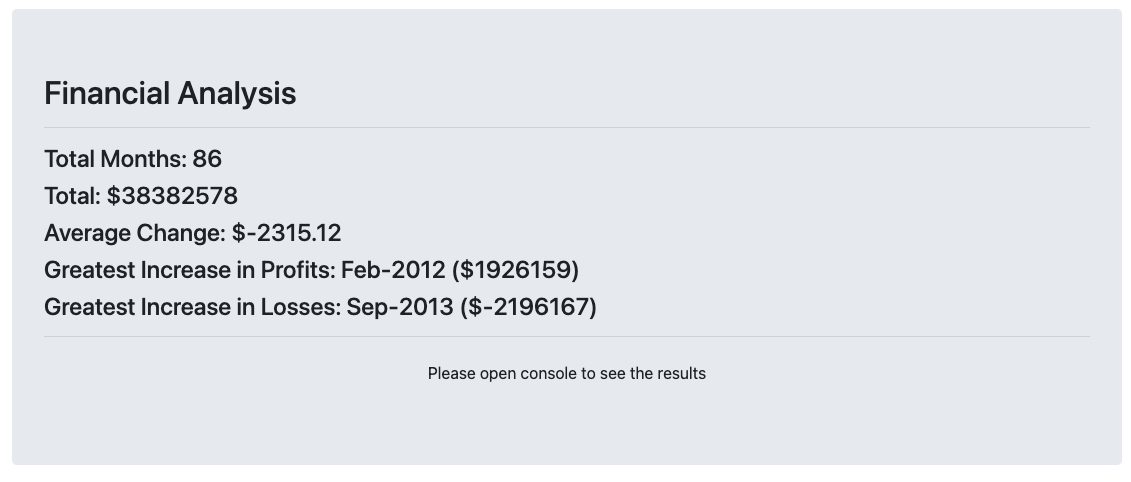 Financial Analysis
Total Months: 86
Total: $38382578
Average Change: $-2315.12
Greatest Increase in Profits: Feb-2012 ($1926159)
Greatest Increase in Losses: Sep-2013 ($-2196167)
Please open console to see the results